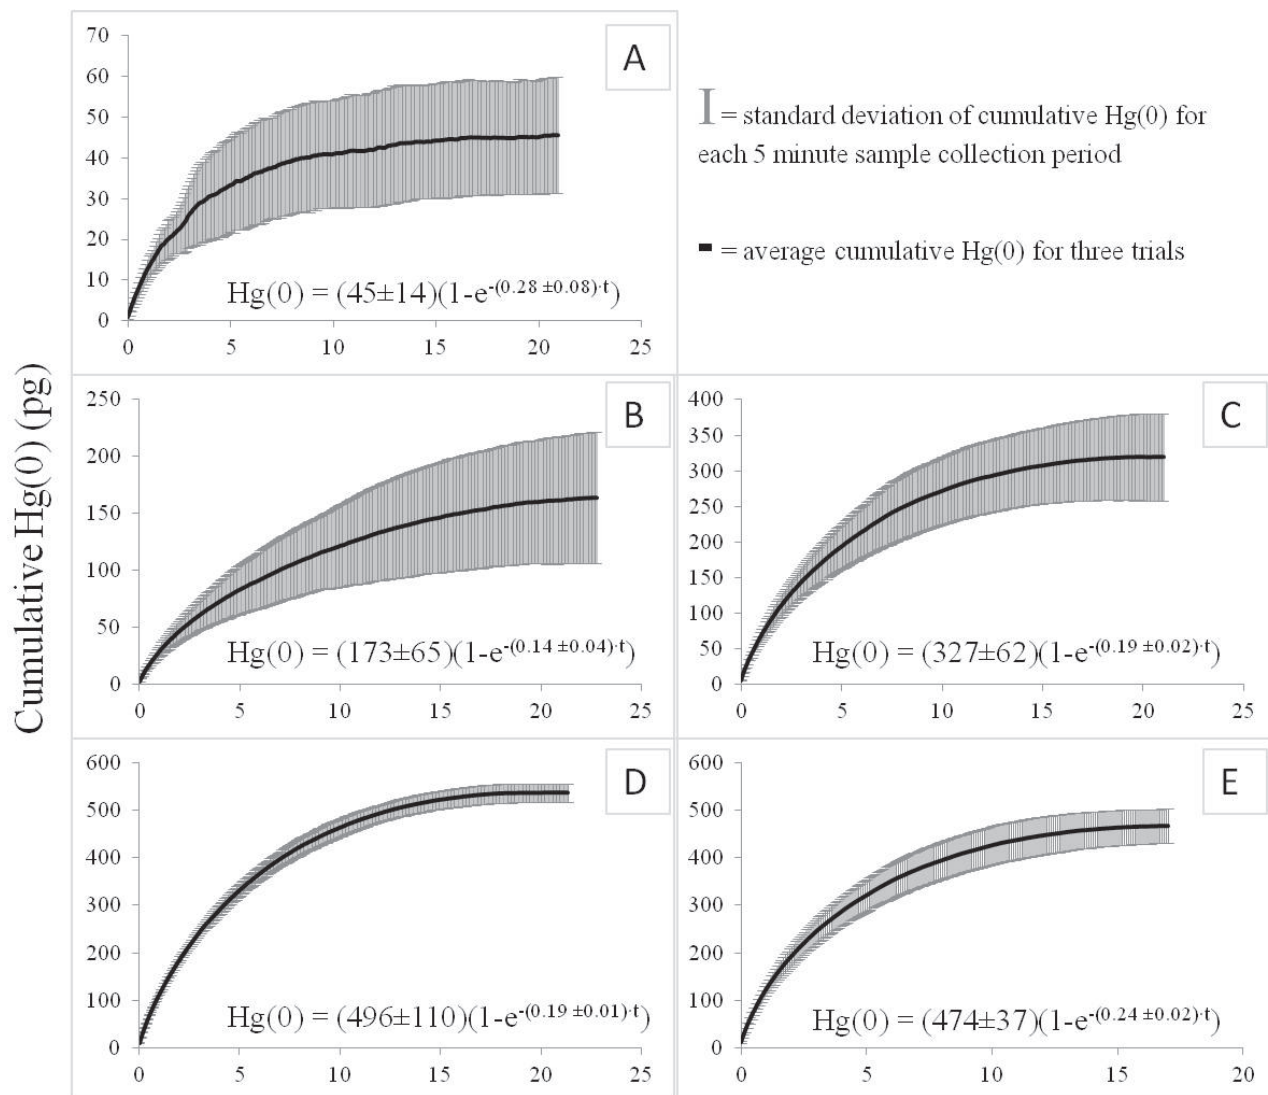 Cumulative Hg(0) (pg)
A
70
60
50
40
30
20
10
0
0 5 10 15 20 25
Hg(0) = (45±14)(1-e-(0.28 ±0.08)·t)
I = standard deviation of cumulative Hg(0) for
each 5 minute sample collection period
- = average cumulative Hg(0) for three trials
B
250
200
150
100
50
0
0 5 10 15 20 25
Hg(0) = (173±65)(1-e-(0.14 ±0.04)·t)
C
400
350
300
250
200
150
100
50
0
0 5 10 15 20 25
Hg(0) = (327±62)(1-e-(0.19 ±0.02)·t)
D
600
500
400
300
200
100
0
0 5 10 15 20 25
Hg(0) = (496±110)(1-e-(0.19 ±0.01)·t)
E
600
500
400
300
200
100
0
0 5 10 15 20
Hg(0) = (474±37)(1-e-(0.24 ±0.02)·t)